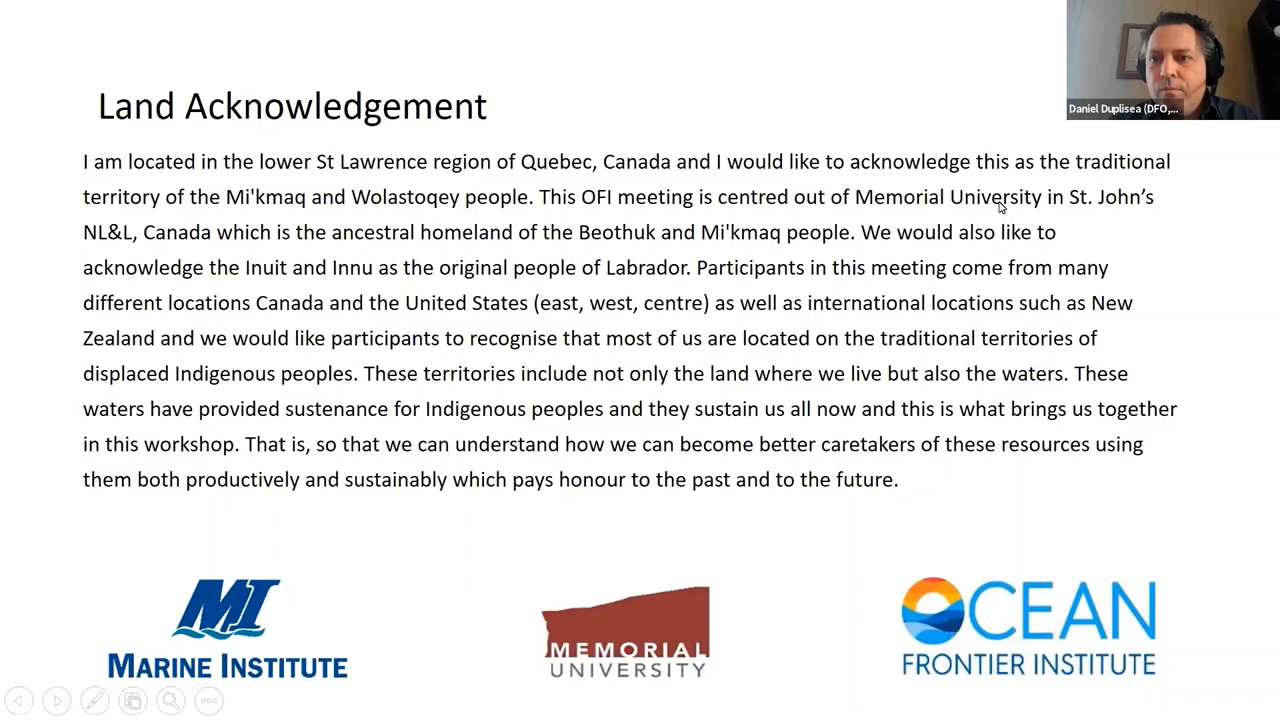 Daniel Duplisea (DFO,...
Land Acknowledgement
I am located in the lower St Lawrence region of Quebec, Canada and I would like to acknowledge this as the traditional
territory of the Mi'kmaq and Wolastoqey people. This OFI meeting is centred out of Memorial University in St. John’s
NL&L, Canada which is the ancestral homeland of the Beothuk and Mi'kmaq people. We would also like to
acknowledge the Inuit and Innu as the original people of Labrador. Participants in this meeting come from many
different locations Canada and the United States (east, west, centre) as well as international locations such as New
Zealand and we would like participants to recognise that most of us are located on the traditional territories of
displaced Indigenous peoples. These territories include not only the land where we live but also the waters. These
waters have provided sustenance for Indigenous peoples and they sustain us all now and this is what brings us together
in this workshop. That is, so that we can understand how we can become better caretakers of these resources using
them both productively and sustainably which pays honour to the past and to the future.
MI
MARINE INSTITUTE
MEMORIAL
UNIVERSITY
OCEAN
FRONTIER INSTITUTE